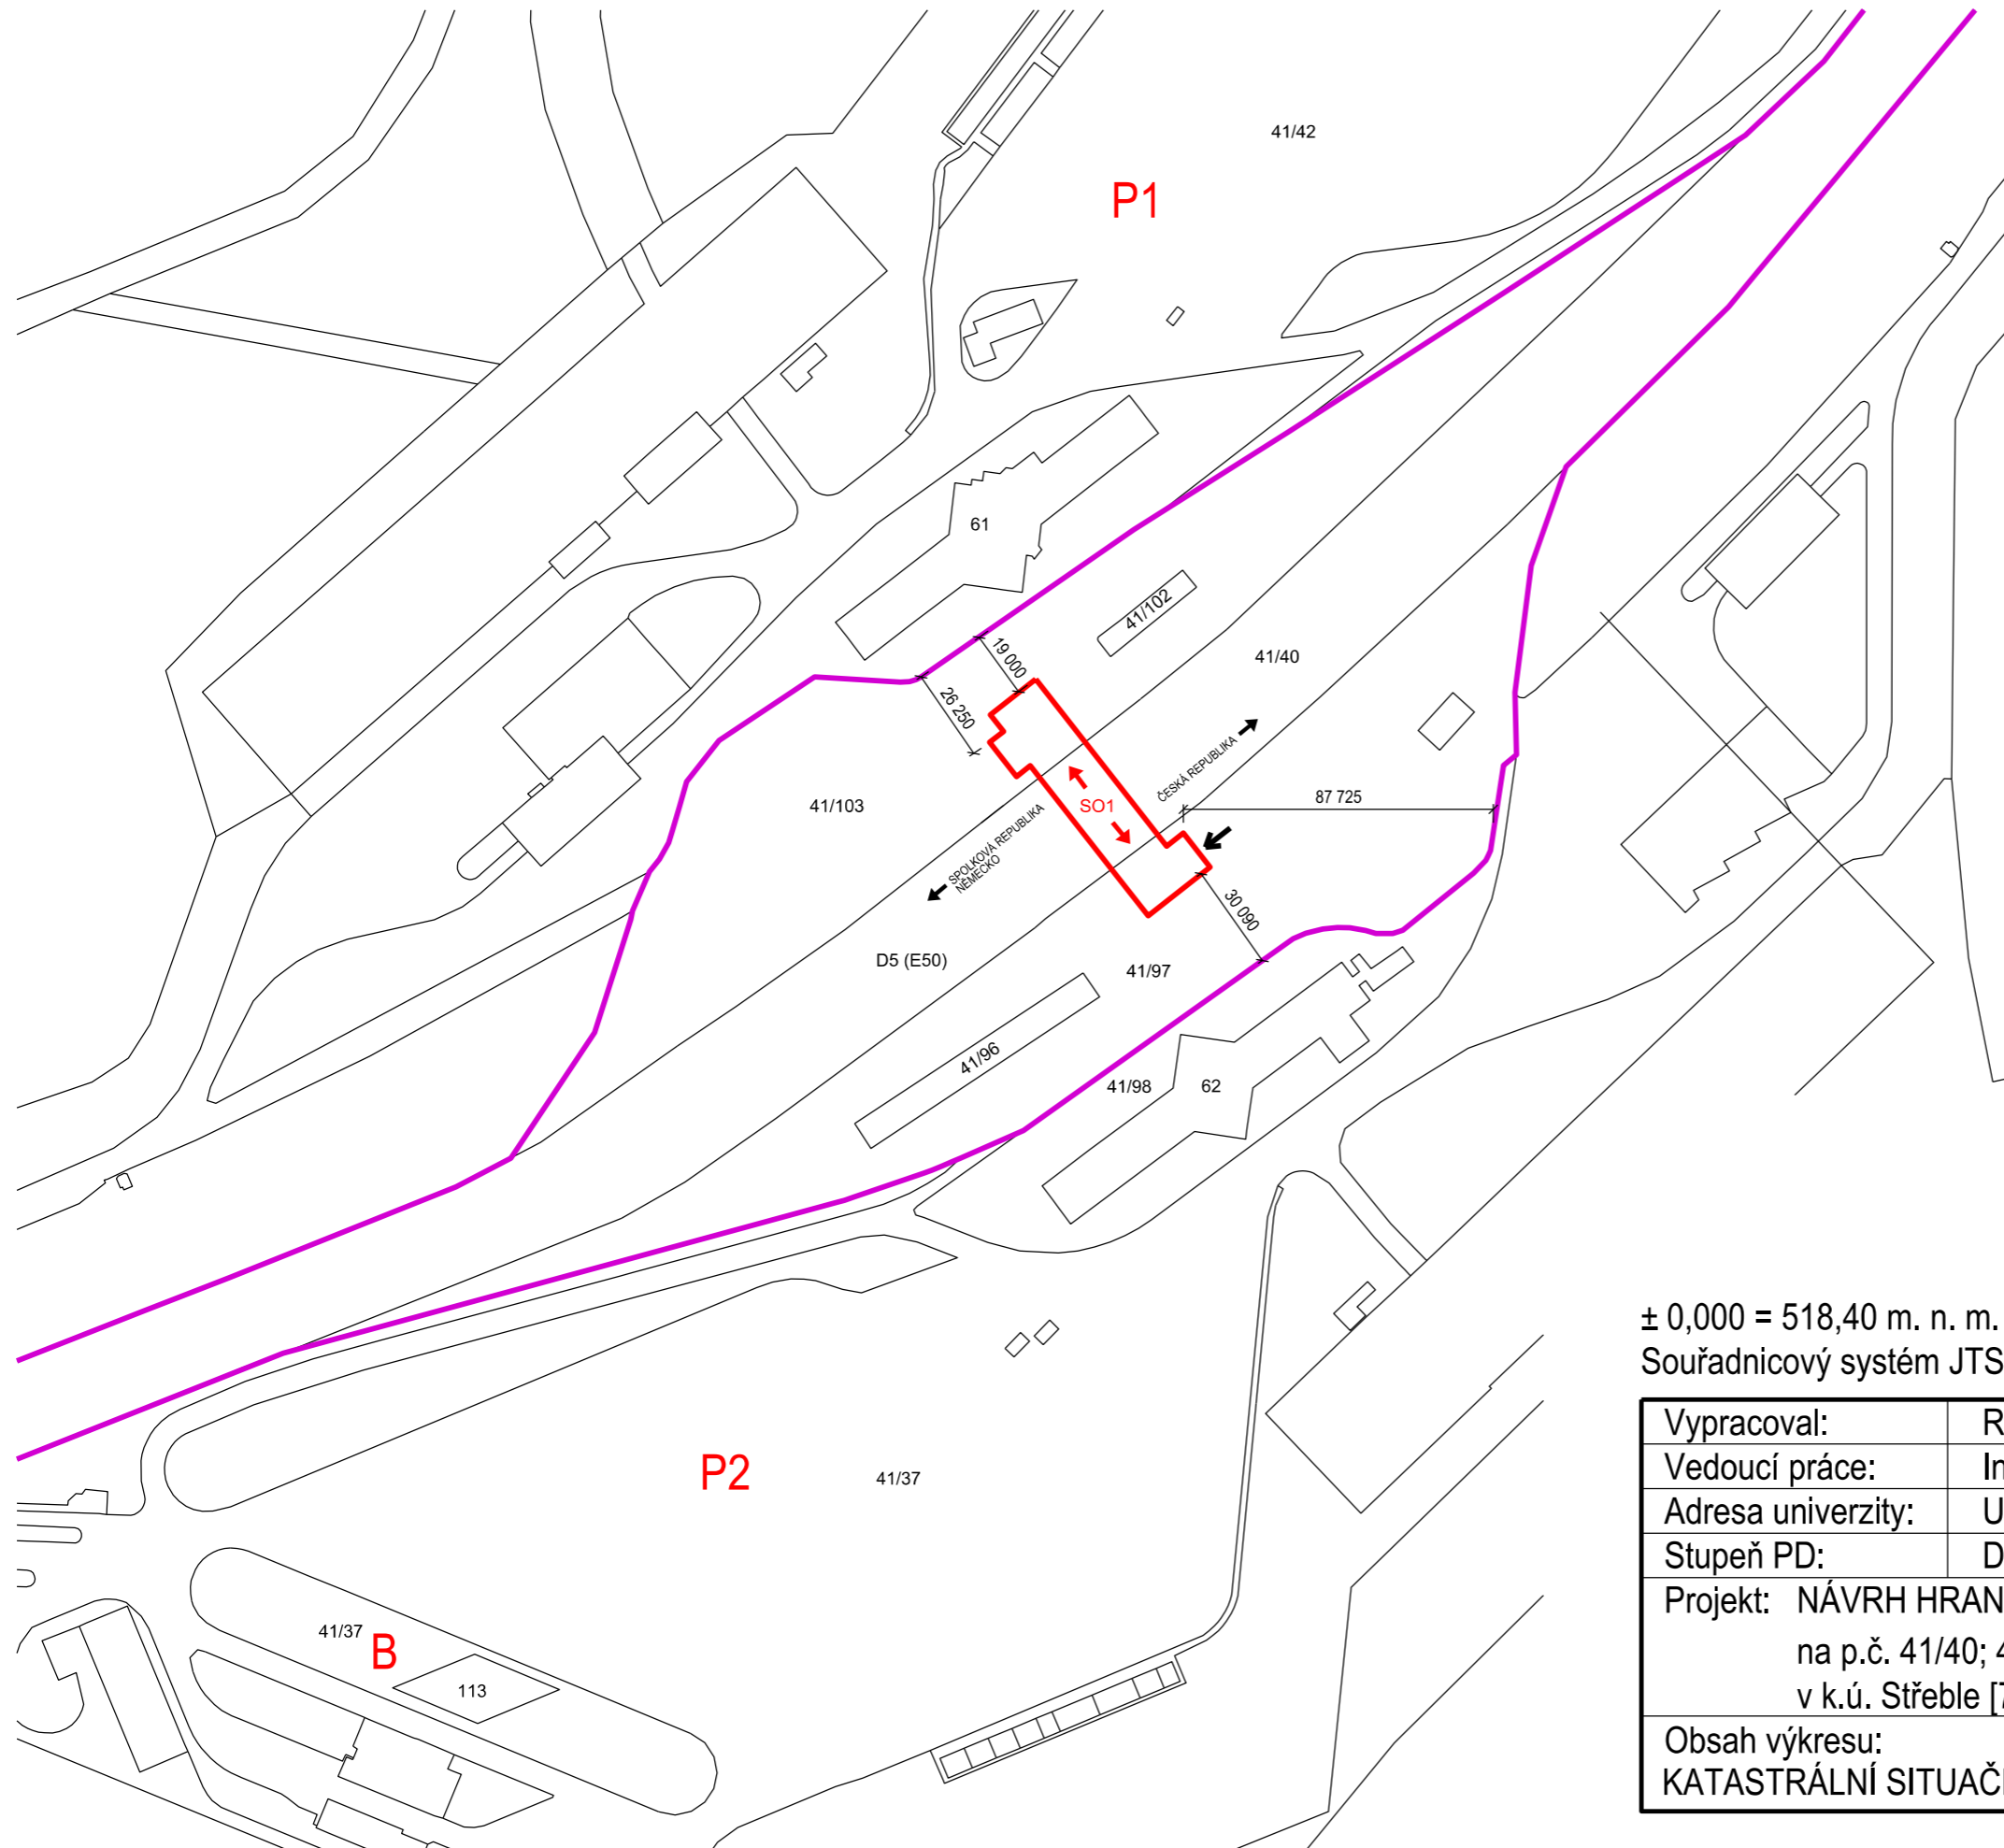 41/42
P1
61
41/102
19 000
41/40
26 250
ČESKÁ REPUBLIKA
87 725
41/103
SO1
SPOLKOVÁ REPUBLIKA
NĚMECKO
30 090
D5 (E50)
41/97
41/96
41/98
62
± 0,000 = 518,40 m. n. m.
Souřadnicový systém JTS
Vypracoval: R
Vedoucí práce: In
Adresa univerzity: U
Stupeň PD: D
Projekt: NÁVRH HRAN
na p.č. 41/40; 4
v k.ú. Střeble [7
Obsah výkresu:
KATASTRÁLNÍ SITUAČ
P2
41/37
41/37
B
113